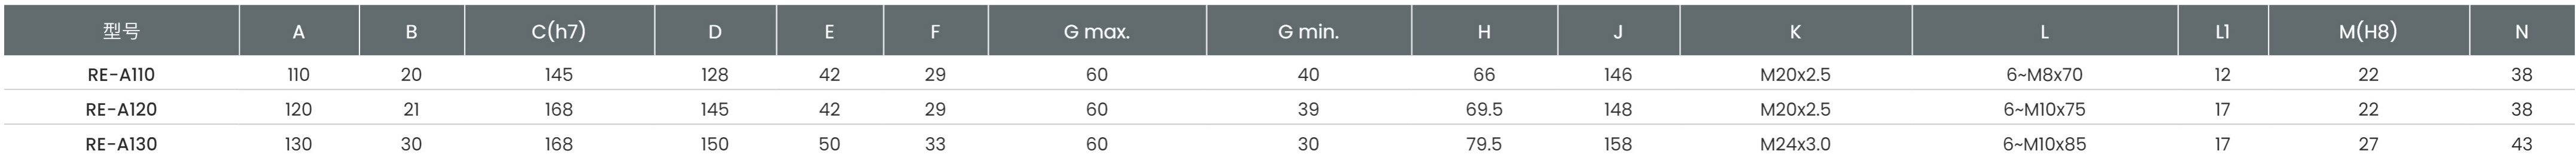 型号 A B C(h7) D E F G max. G min. H J K L L1 M(H8) N
RE-A110 110 20 145 128 42 29 60 40 66 146 M20x2.5 6~M8x70 12 22 38
RE-A120 120 21 168 145 42 29 60 39 69.5 148 M20x2.5 6~M10x75 17 22 38
RE-A130 130 30 168 150 50 33 60 30 79.5 158 M24x3.0 6~M10x85 17 27 43